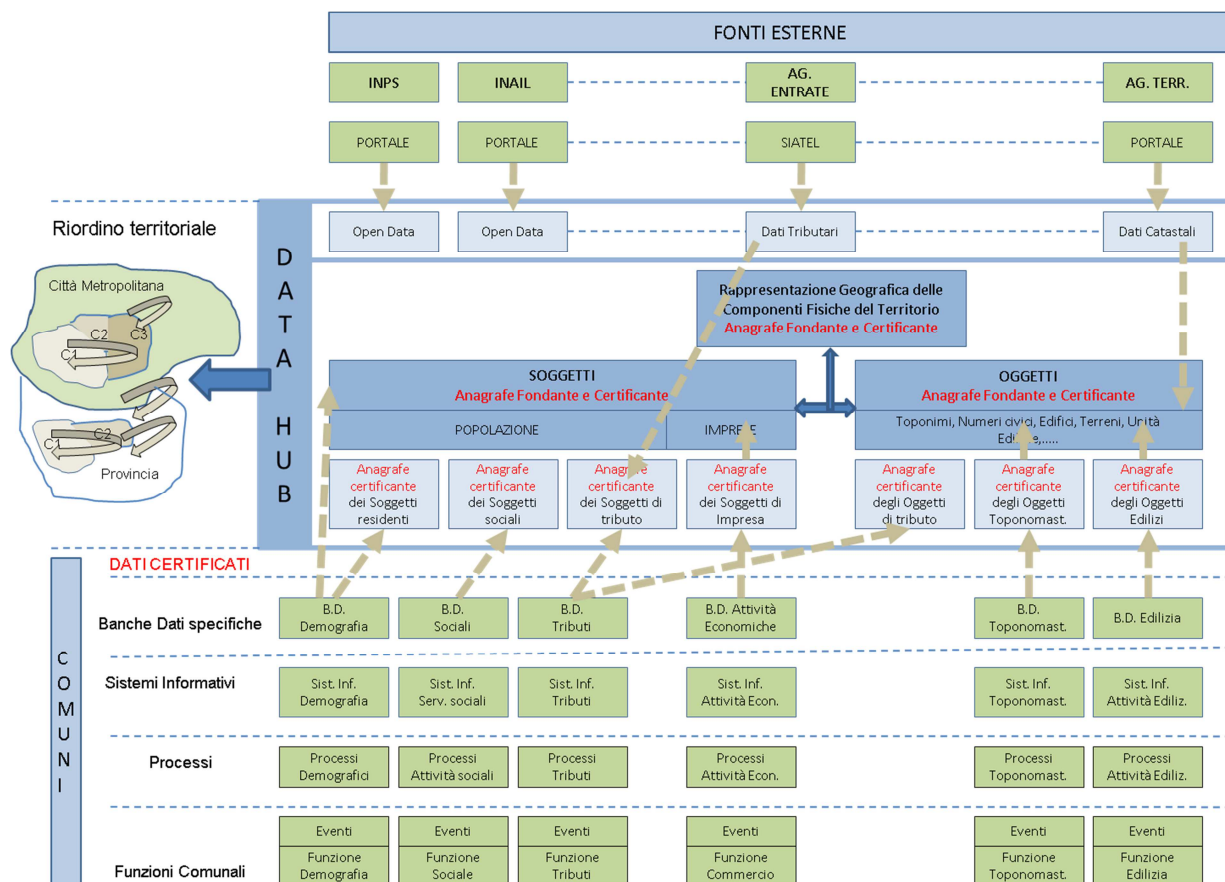 FONTI ESTERNE
INPS
INAIL
AG.
ENTRATE
AG. TERR.
PORTALE
PORTALE
SIATEL
PORTALE
Riordino territoriale
Open Data
Open Data
Dati Tributari
Dati Catastali
DATA HUB
Città Metropolitana
C2
C3
C1
C1
C2
Provincia
Rappresentazione Geografica delle
Componenti Fisiche del Territorio
Anagrafe Fondante e Certificante
SOGGETTI
Anagrafe Fondante e Certificante
POPOLAZIONE
IMPRESE
OGGETTI
Anagrafe Fondante e Certificante
Toponimi, Numeri civici, Edifici, Terreni, Unità
Edilizie,.....
Anagrafe
certificante
dei Soggetti
residenti
Anagrafe
certificante
dei Soggetti
sociali
Anagrafe
certificante
dei Soggetti di
tributo
Anagrafe
certificante
dei Soggetti di
Impresa
Anagrafe
certificante
degli Oggetti
di tributo
Anagrafe
certificante
degli Oggetti
Toponomast.
Anagrafe
certificante
degli Oggetti
Edilizi
COMUNI
DATI CERTIFICATI
Banche Dati specifiche
B.D.
Demografia
B.D.
Sociali
B.D.
Tributi
B.D. Attività
Economiche
B.D.
Toponomast.
B.D. Edilizia
Sistemi Informativi
Sist. Inf.
Demografia
Sist. Inf.
Serv. sociali
Sist. Inf.
Tributi
Sist. Inf.
Attività Econ.
Sist. Inf.
Toponomast.
Sist. Inf.
Attività Ediliz.
Processi
Processi
Demografici
Processi
Attività sociali
Processi
Tributi
Processi
Attività Econ.
Processi
Toponomast.
Processi
Attività Ediliz.
Funzioni Comunali
Eventi
Funzione
Demografia
Eventi
Funzione
Sociale
Eventi
Funzione
Tributi
Eventi
Funzione
Commercio
Eventi
Funzione
Toponomast.
Eventi
Funzione
Edilizia